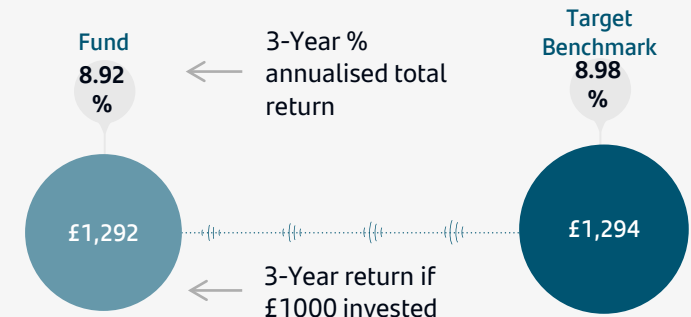 Fund
8.92
%
3-Year %
annualised total
return
Target
Benchmark
8.98
%
£1,292
£1,294
3-Year return if
£1000 invested